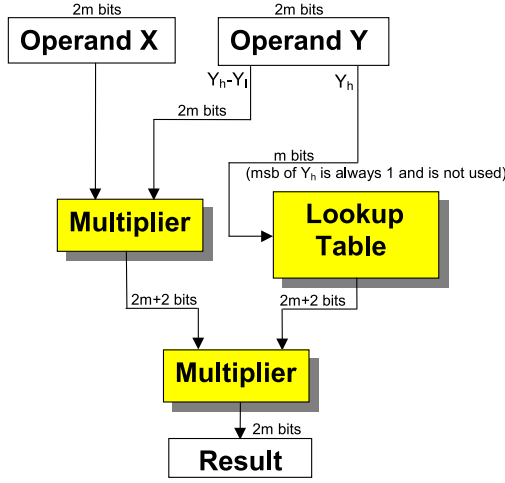 2m bits
2m bits
Operand X
Operand Y
Yh-Yl
Yh
2m bits
m bits
(msb of Yh is always 1 and is not used)
Multiplier
Lookup
Table
2m+2 bits
2m+2 bits
Multiplier
2m bits
Result